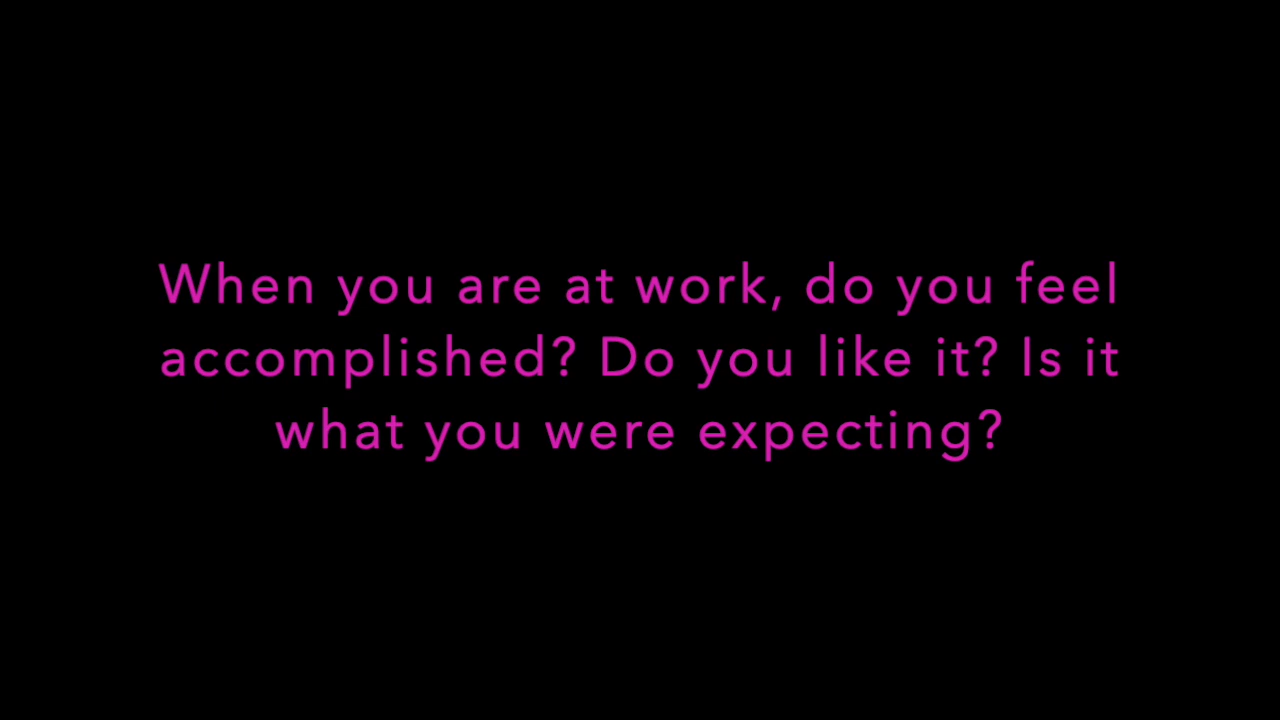 When you are at work, do you feel
accomplished? Do you like it? Is it
what you were expecting?